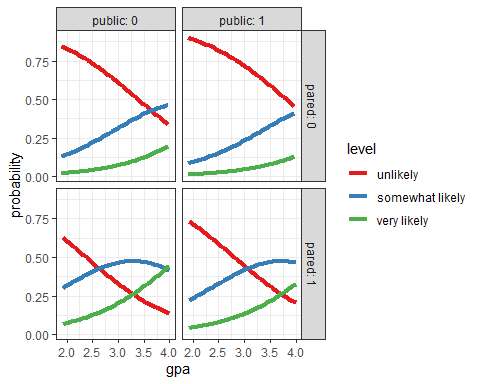 public: 0
public: 1
0.75
0.50
0.25
0.00
pared: 0
probability
0.75
0.50
0.25
0.00
pared: 1
2.0 2.5 3.0 3.5 4.0
2.0 2.5 3.0 3.5 4.0
gpa
level
unlikely
somewhat likely
very likely